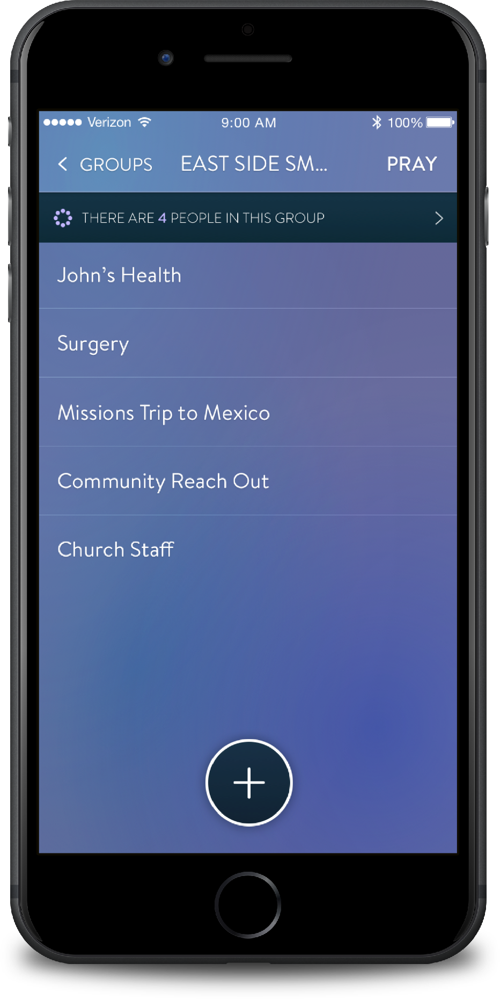 Verizon 9:00 AM 100%
GROUPS EAST SIDE SM... PRAY
THERE ARE 4 PEOPLE IN THIS GROUP
John's Health
Surgery
Missions Trip to Mexico
Community Reach Out
Church Staff